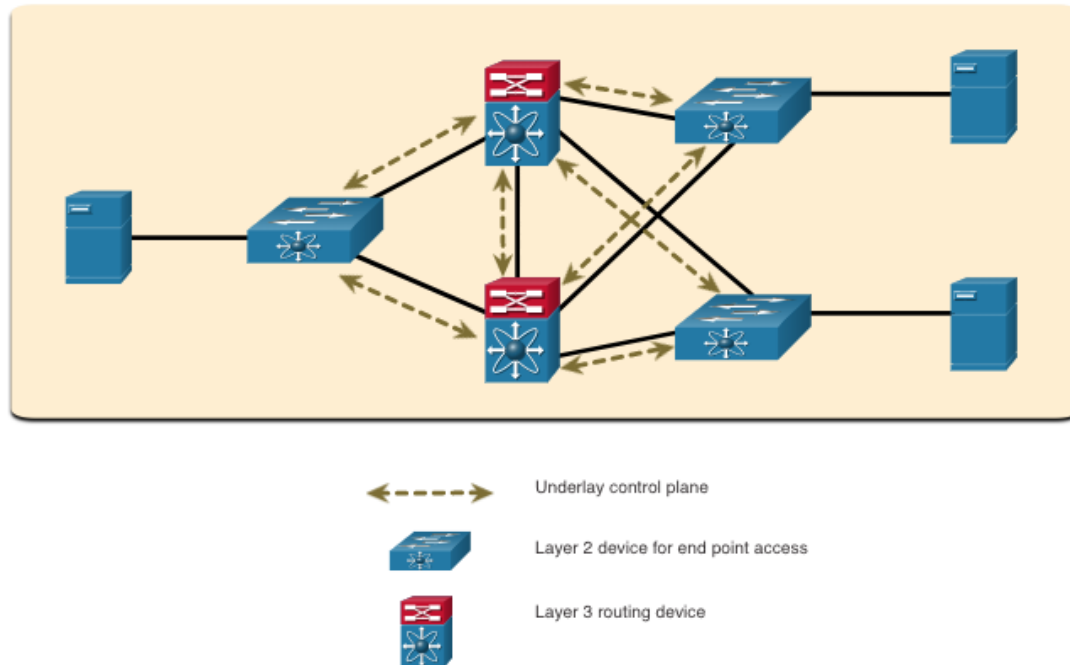 Underlay control plane
Layer 2 device for end point access
Layer 3 routing device